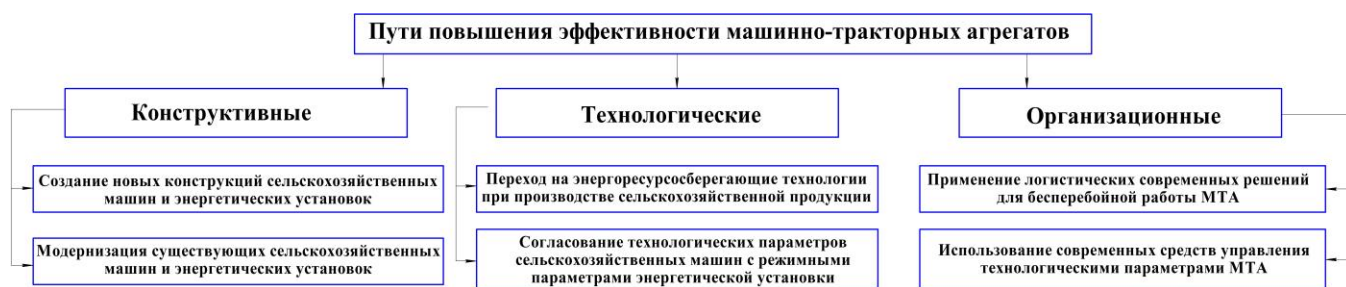 Пути повышения эффективности машинно-тракторных агрегатов
Конструктивные
Технологические
Организационные
Создание новых конструкций сельскохозяйственных
машин и энергетических установок
Переход на энергоресурсосберегающие технологии
при производстве сельскохозяйственной продукции
Применение логистических современных решений
для бесперебойной работы МТА
Модернизация существующих сельскохозяйственных
машин и энергетических установок
Согласование технологических параметров
сельскохозяйственных машин с режимными
параметрами энергетической установки
Использование современных средств управления
технологическими параметрами МТА